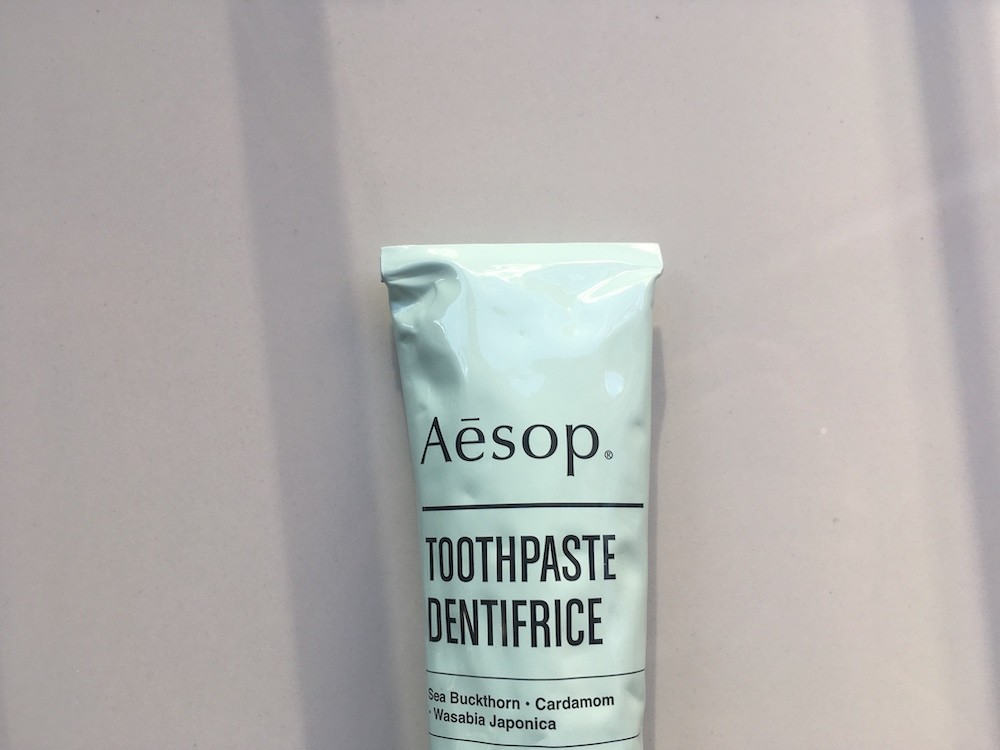 Aēsop®
TOOTHPASTE
DENTIFRICE
Sea Buckthorn • Cardamom
• Wasabia Japonica